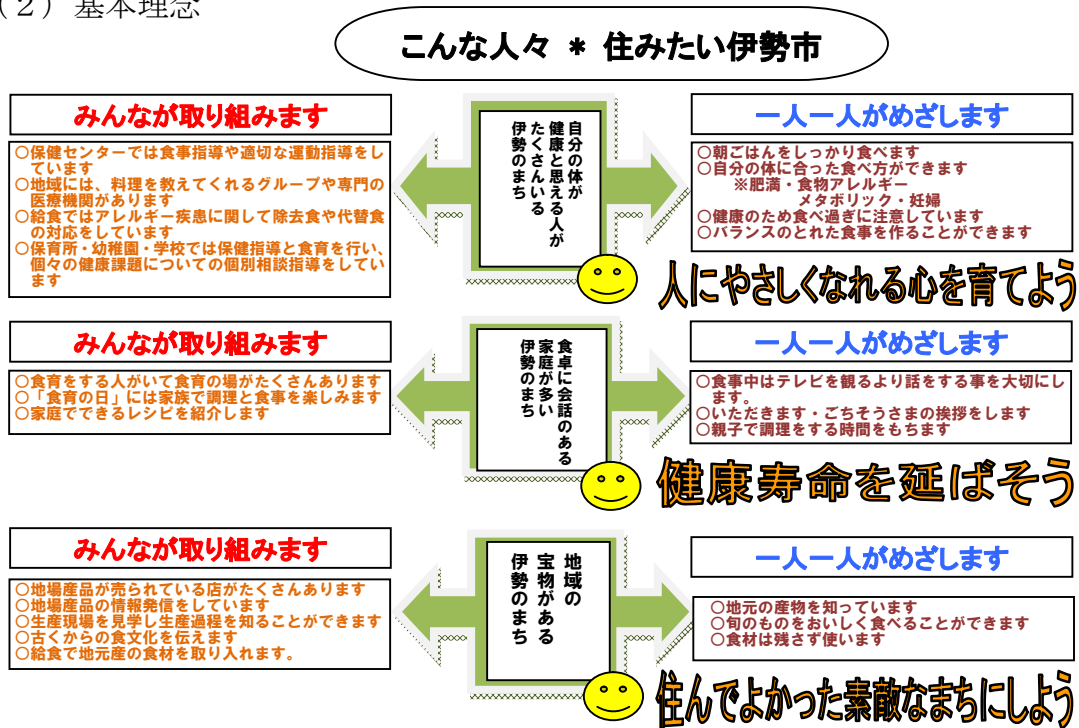 (2)基本理念
こんな人々 * 住みたい伊勢市
みんなが取り組みます
○保健センターでは食事指導や適切な運動指導をし
ています
○地域には、料理を教えてくれるグループや専門の
医療機関があります
○給食ではアレルギー疾患に関して除去食や代替食
の対応をしています
○保育所・幼稚園・学校では保健指導と食育を行い、
個々の健康課題についての個別相談指導をしてい
ます
自分の体が
健康と思える人が
たくさんいる
伊勢のまち
一人一人がめざします
○朝ごはんをしっかり食べます
○自分の体に合った食べ方ができます
※肥満・食物アレルギー
メタボリック・妊婦
○健康のため食べ過ぎに注意しています
○バランスのとれた食事を作ることができます
人にやさしくなれる心を育てよう
みんなが取り組みます
○食育をする人がいて食育の場がたくさんあります
○「食育の日」には家族で調理と食事を楽しみます
○家庭でできるレシピを紹介します
食卓に会話のある
家庭が多い
伊勢のまち
一人一人がめざします
○食事中はテレビを観るより話をする事を大切にし
ます。
○いただきます・ごちそうさまの挨拶をします
○親子で調理をする時間をもちます
健康寿命を延ばそう
みんなが取り組みます
○地場産品が売られている店がたくさんあります
○地場産品の情報発信をしています
○生産現場を見学し生産過程を知ることができます
○古くからの食文化を伝えます
○給食で地元産の食材を取り入れます。
地域の
宝物がある
伊勢のまち
一人一人がめざします
○地元の産物を知っています
○旬のものをおいしく食べることができます
○食材は残さず使います
住んでよかった素敵なまちにしよう